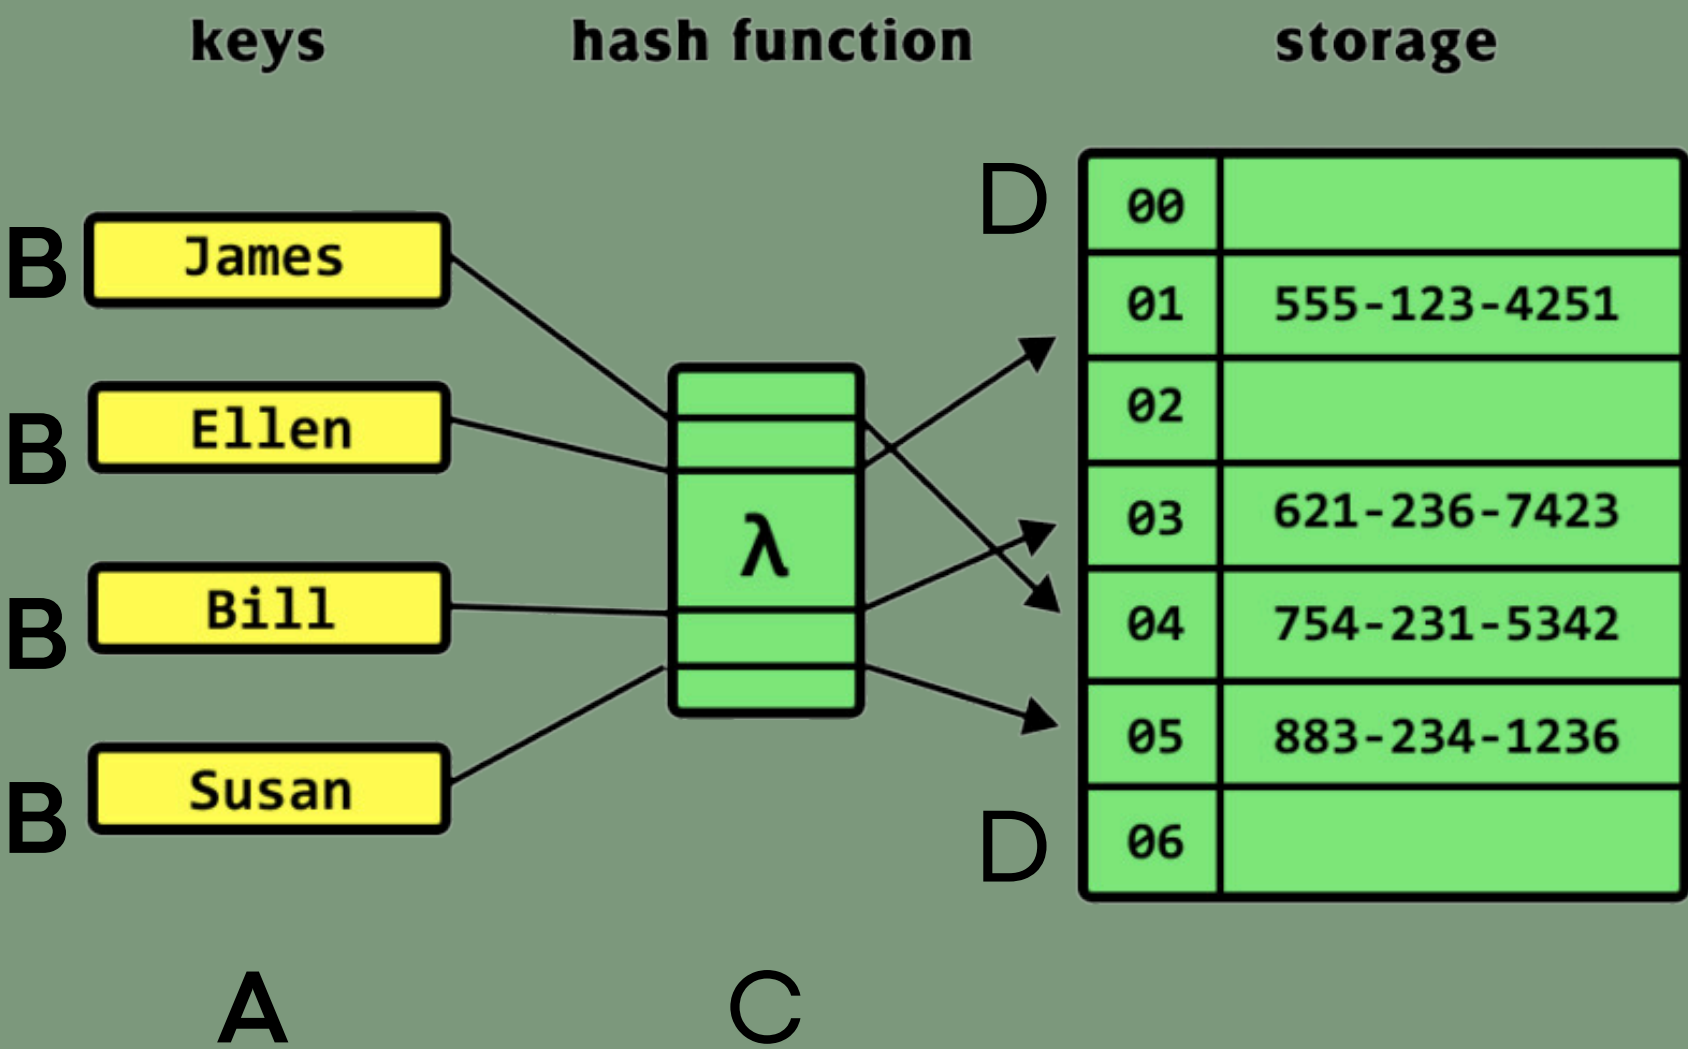 keys
hash function
storage
D
00
B
James
01
555-123-4251
02
B
Ellen
03
621-236-7423
λ
B
Bill
04
754-231-5342
05
883-234-1236
B
Susan
D
06
A
C